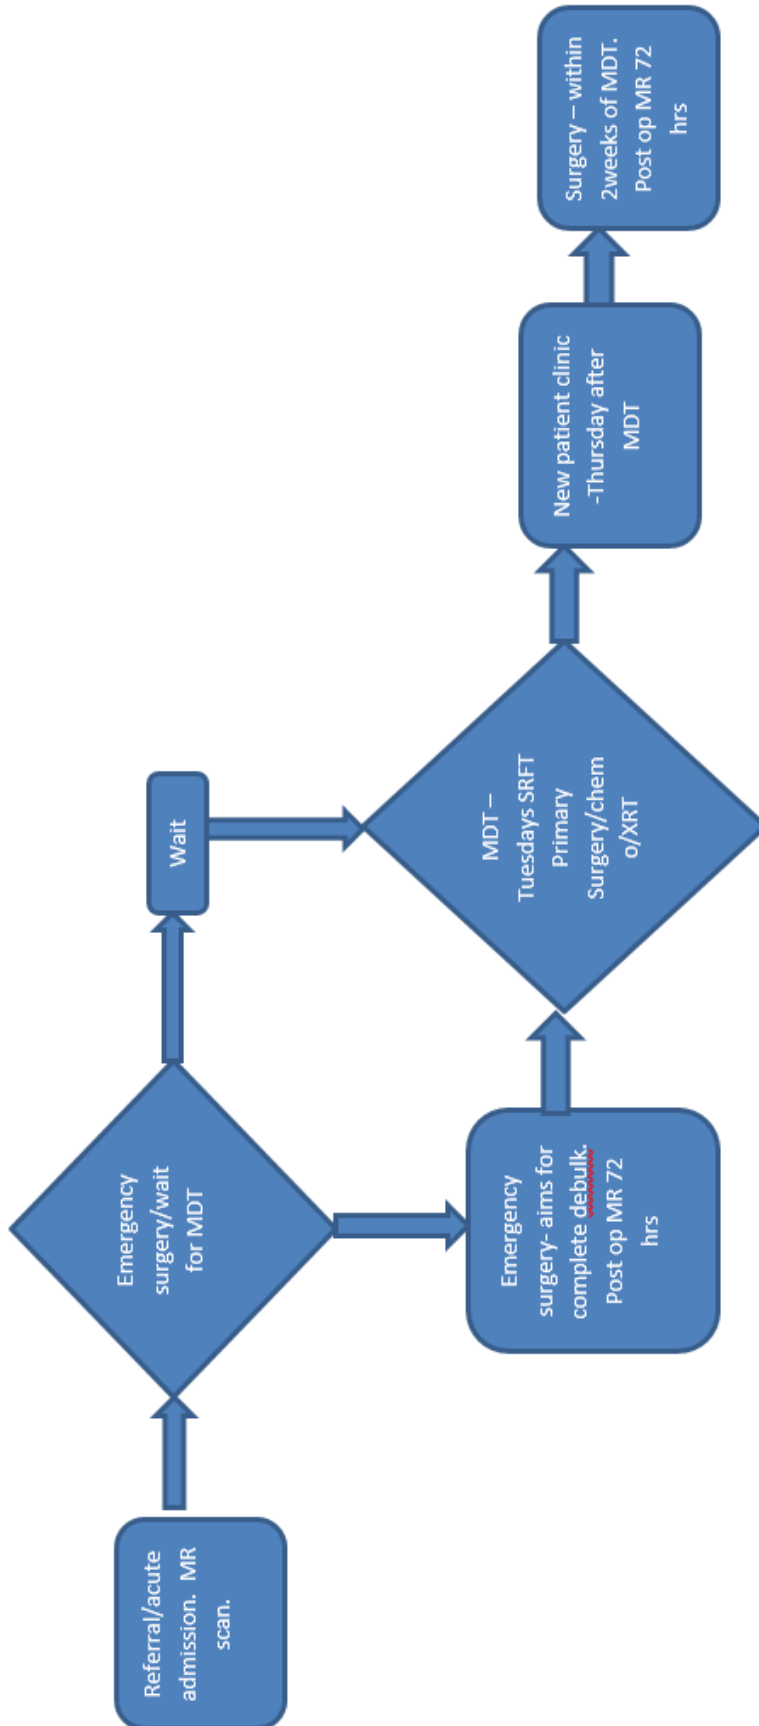 Referral/acute
admission.  MR
scan.
Emergency
surgery/wait
for MDT
Wait
Emergency
surgery- aims for
complete debulk.
Post op MR 72
hrs
MDT –
Tuesdays SRFT
Primary
Surgery/chem
o/XRT
New patient clinic
-Thursday after
MDT
Surgery – within
2weeks of MDT.
Post op MR 72
hrs